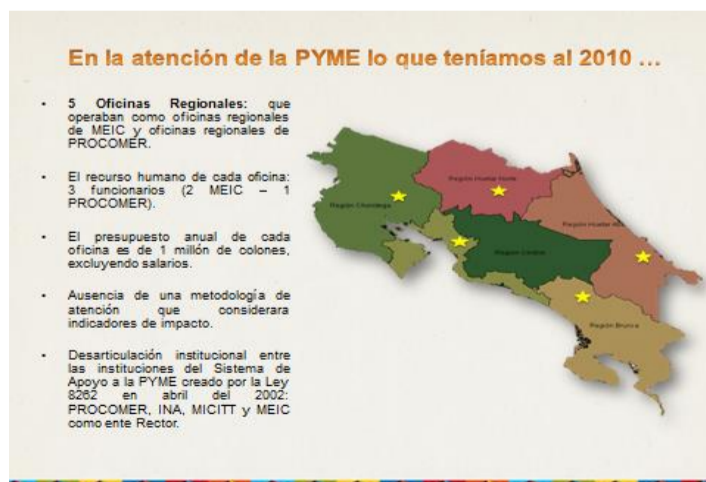 En la atención de la PYME lo que teníamos al 2010 ...
• 5 Oficinas Regionales: que
operaban como oficinas regionales
de MEIC y oficinas regionales de
PROCOMER.
• El recurso humano de cada oficina:
3 funcionarios (2 MEIC – 1
PROCOMER).
• El presupuesto anual de cada
oficina es de 1 millón de colones,
excluyendo salarios.
• Ausencia de una metodología de
atención que considerara
indicadores de impacto.
• Desarticulación institucional entre
las instituciones del Sistema de
Apoyo a la PYME creado por la Ley
8262 en abril del 2002:
PROCOMER, INA, MICITT y MEIC
como ente Rector.
Región Huetar Norte
Región Chorotega
Región Huetar
Región Central
Región Brunca